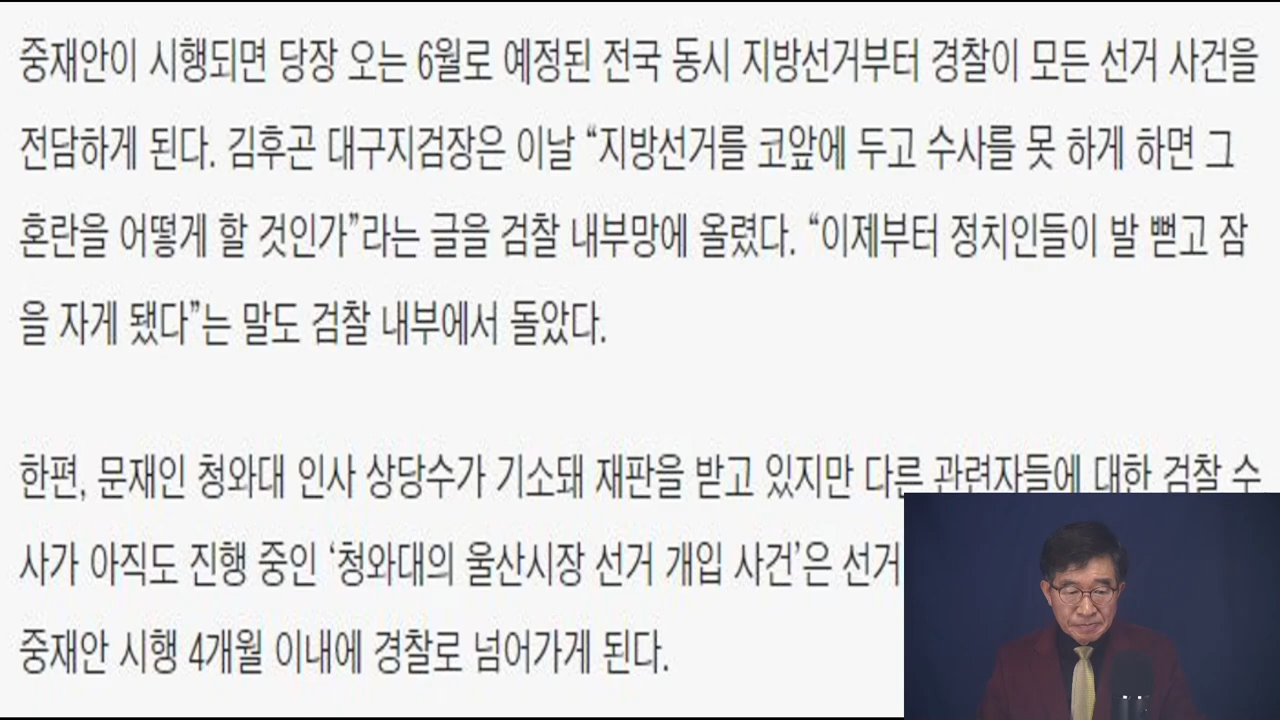 중재안이 시행되면 당장 오는 6월로 예정된 전국 동시 지방선거부터 경찰이 모든 선거 사건을
전담하게 된다. 김후곤 대구지검장은 이날 “지방선거를 코앞에 두고 수사를 못 하게 하면 그
혼란을 어떻게 할 것인가”라는 글을 검찰 내부망에 올렸다. “이제부터 정치인들이 발 뻗고 잠
을 자게 됐다”는 말도 검찰 내부에서 돌았다.
한편, 문재인 청와대 인사 상당수가 기소돼 재판을 받고 있지만 다른 관련자들에 대한 검찰 수
사가 아직도 진행 중인 ‘청와대의 울산시장 선거 개입 사건’은 선거
중재안 시행 4개월 이내에 경찰로 넘어가게 된다.